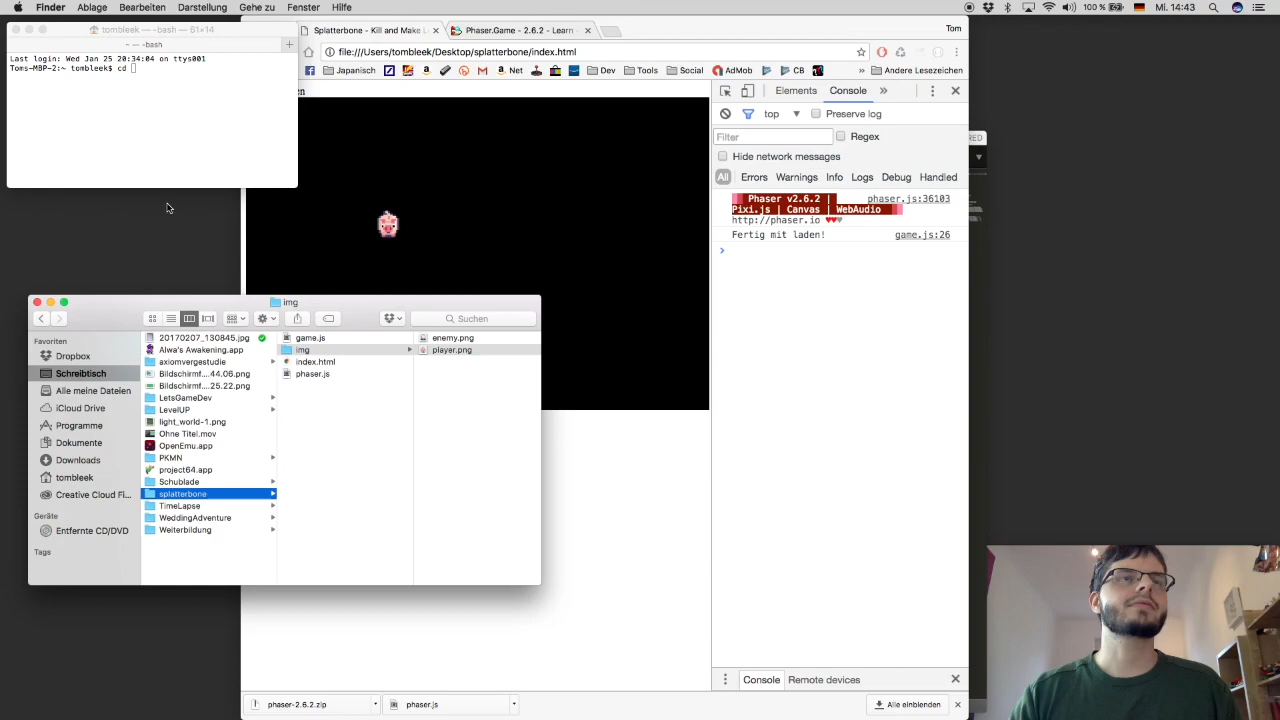 Finder Ablage Bearbeiten Darstellung Gehe zu Fenster Hilfe
100 % Mi. 14:43
tombleek — -bash — 81×14
~ — -bash
Last login: Wed Jan 25 20:34:04 on ttys001
Toms-MBP-2:~ tombleek$ cd
Splatterbone - Kill and Make L
Phaser.Game - 2.6.2 - Learn -
Tom
file:///Users/tombleek/Desktop/splatterbone/index.html
Japanisch
Net
Dev
Tools
Social
AdMob
CB
Andere Lesezeichen
en
Elements Console
top Preserve log
Filter Regex
Hide network messages
All Errors Warnings Info Logs Debug Handled
Phaser v2.6.2 | phaser.js:36103
Pixi.js | Canvas | WebAudio
http://phaser.io ♥♥♥
Fertig mit laden! game.js:26
RED
img
Suchen
Favoriten
Dropbox
Schreibtisch
Alle meine Dateien
iCloud Drive
Programme
Dokumente
Downloads
tombleek
Creative Cloud Fi...
Geräte
Entfernte CD/DVD
Tags
20170207_130845.jpg
Alwa's Awakening.app
axiomvergestudie
Bildschirmf....44.06.png
Bildschirmf....25.22.png
LetsGameDev
LevelUP
light_world-1.png
Ohne Titel.mov
OpenEmu.app
PKMN
project64.app
Schublade
splatterbone
TimeLapse
WeddingAdventure
Weiterbildung
game.js
img
index.html
phaser.js
enemy.png
player.png
Console Remote devices
phaser-2.6.2.zip
phaser.js
Alle einblenden